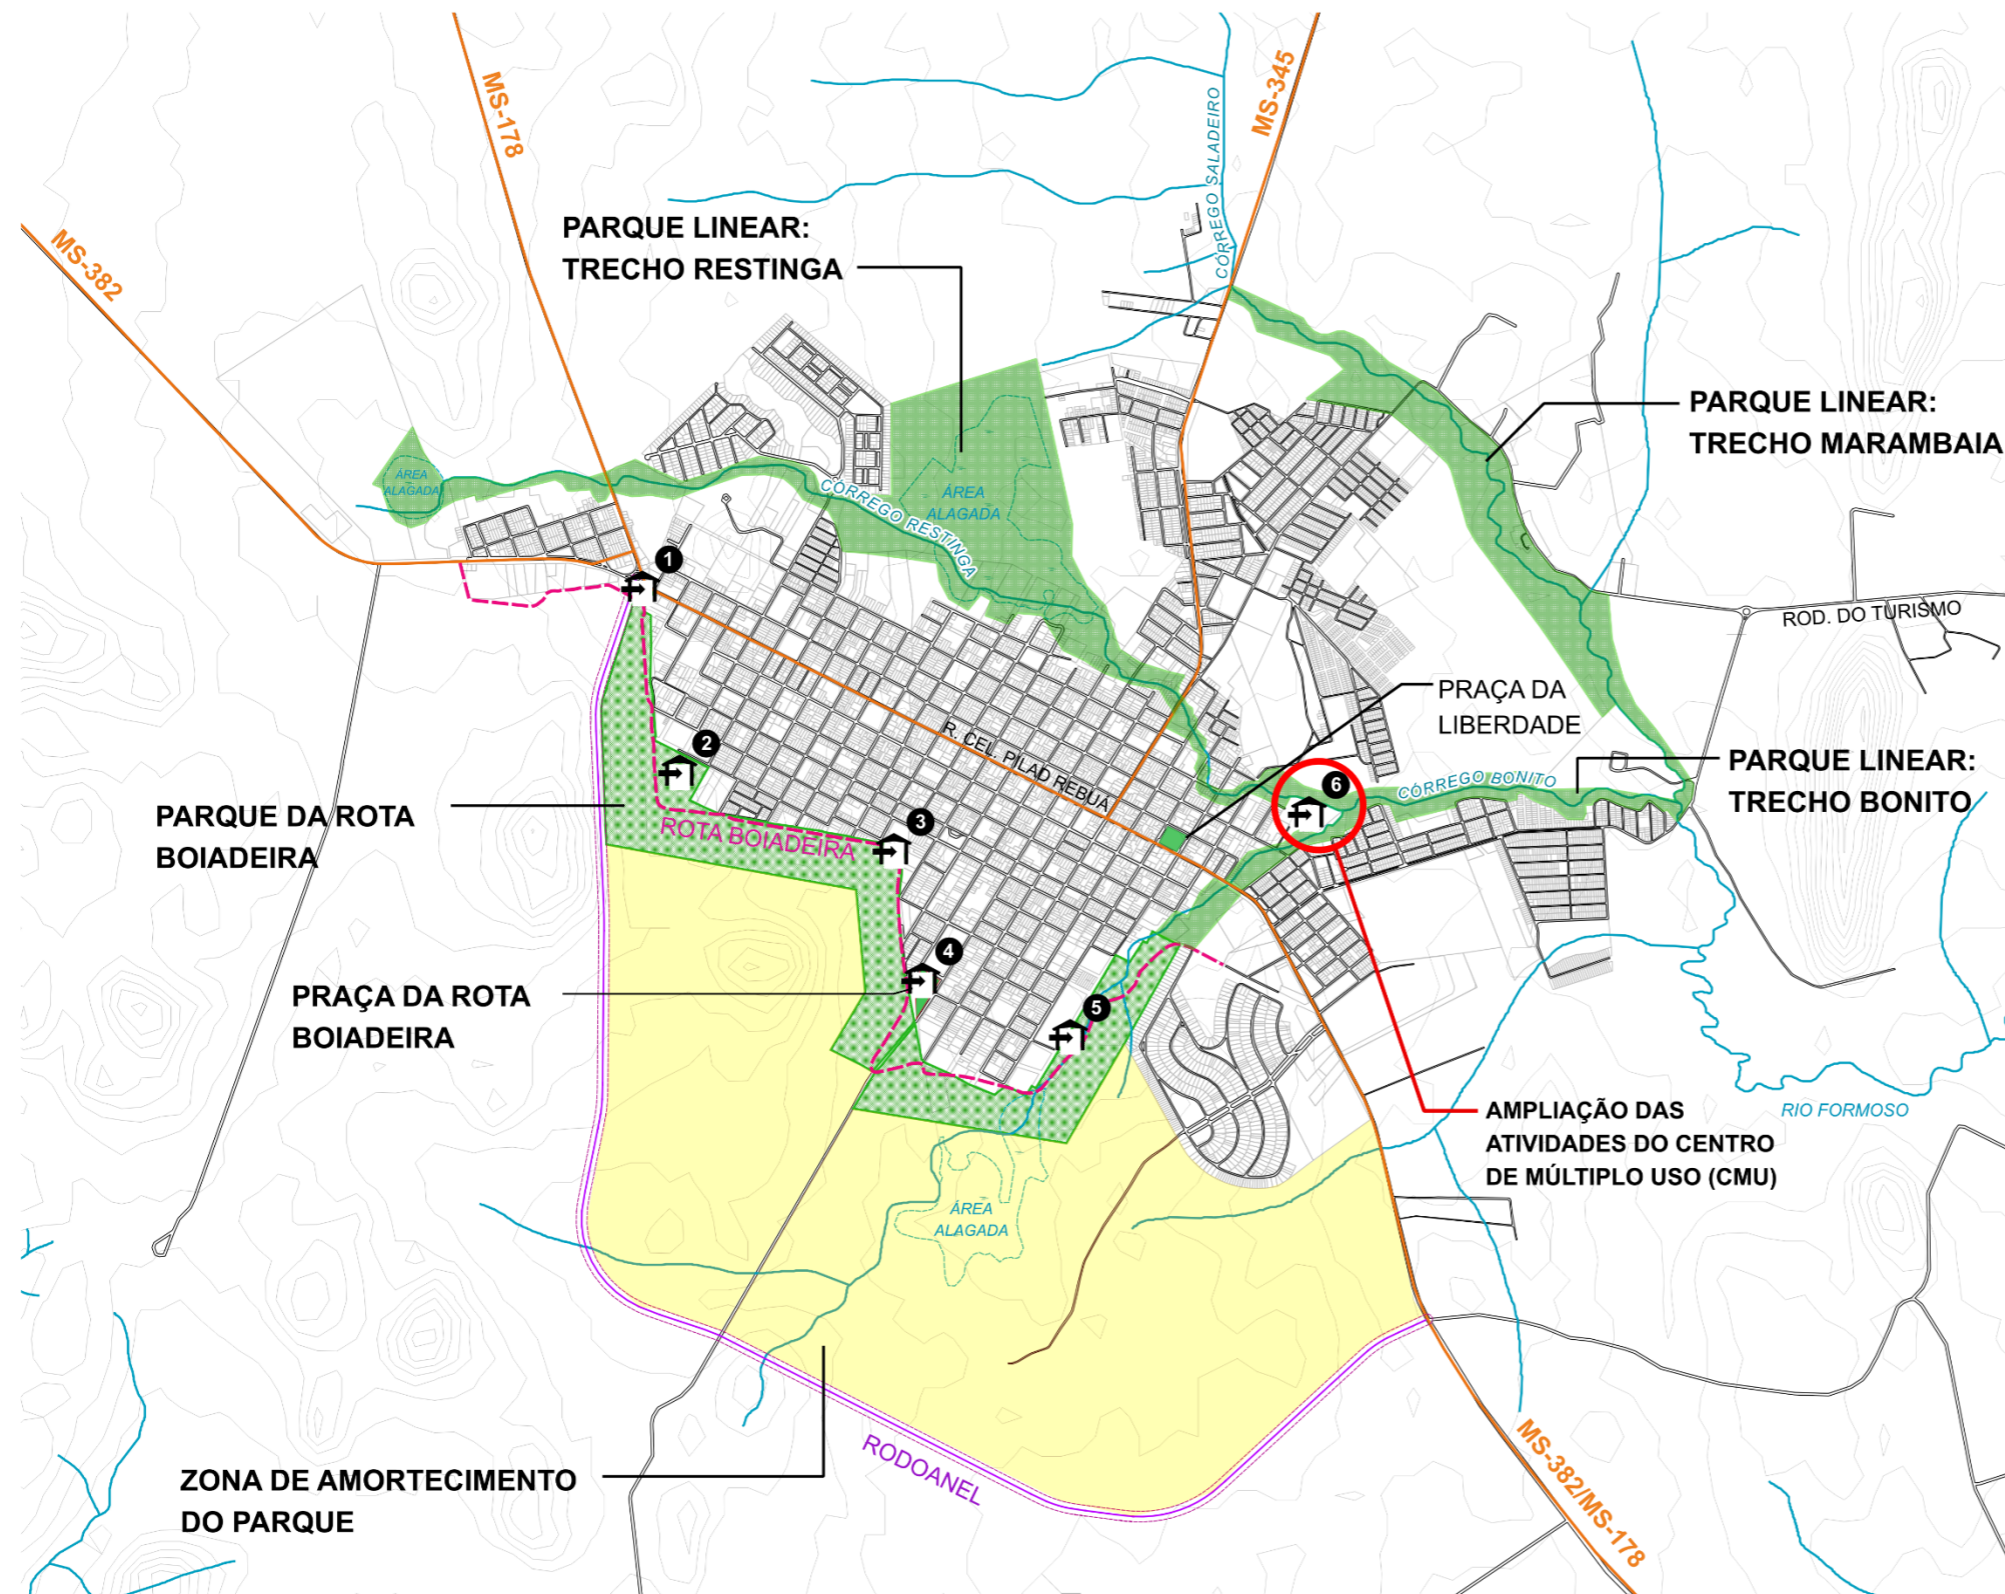 MS-178
MS-345
CÓRREGO SALADEIRO
MS-382
PARQUE LINEAR:
TRECHO RESTINGA
PARQUE LINEAR:
TRECHO MARAMBAIA
ÁREA
ALAGADA
CÓRREGO RESTINGA
ÁREA
ALAGADA
1
ROD. DO TURISMO
PRAÇA DA
LIBERDADE
R. CEL. PILAD REBUÁ
2
PARQUE LINEAR:
TRECHO BONITO
CÓRREGO BONITO
6
PARQUE DA ROTA
BOIADEIRA
ROTA BOIADEIRA
3
4
PRAÇA DA ROTA
BOIADEIRA
5
AMPLIAÇÃO DAS
ATIVIDADES DO CENTRO
DE MÚLTIPLO USO (CMU)
RIO FORMOSO
ÁREA
ALAGADA
ZONA DE AMORTECIMENTO
DO PARQUE
RODOANEL
MS-382/MS-178